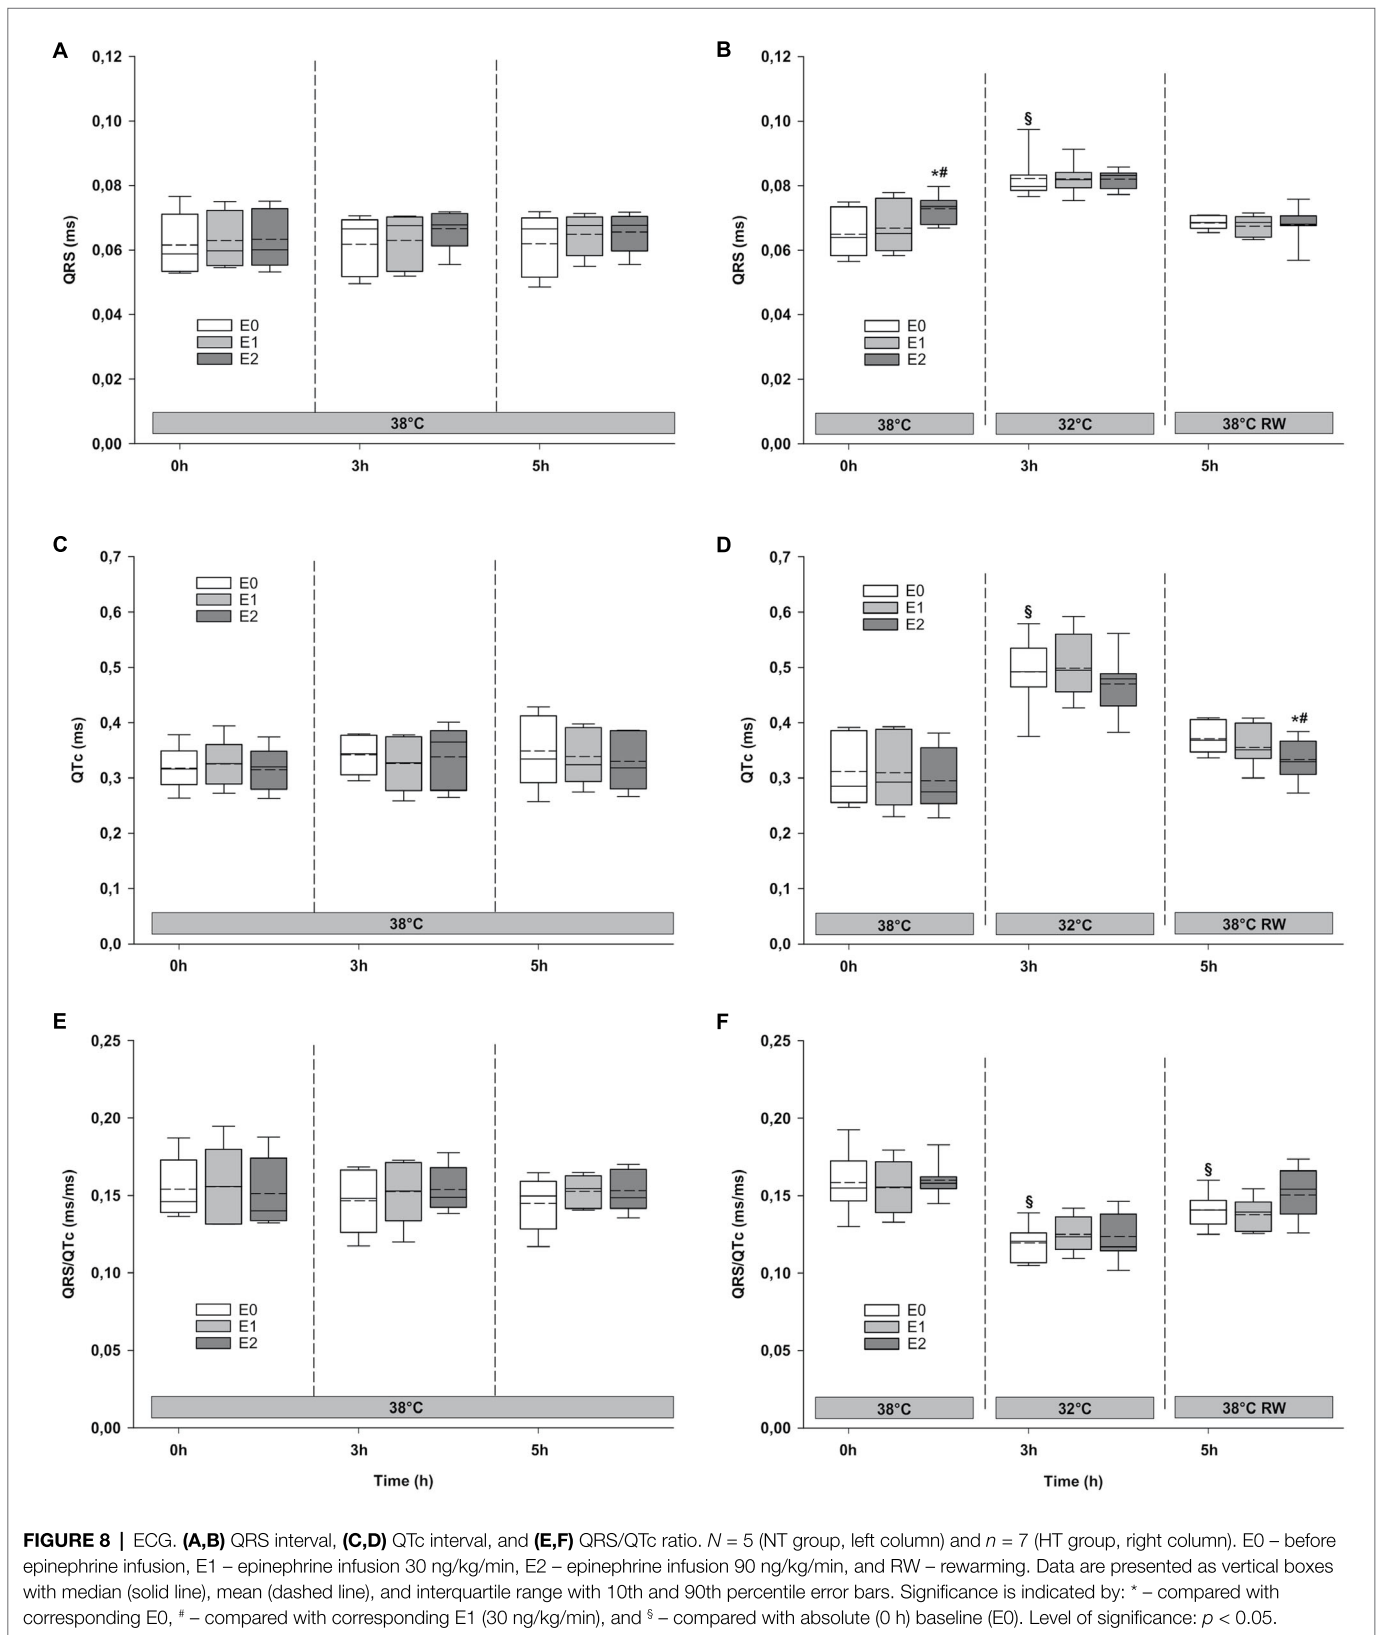 A
0,12
0,10
0,08
0,06
0,04
0,02
0,00
QRS (ms)
E0
E1
E2
38°C
0h 3h 5h
B
0,12
0,10
0,08
0,06
0,04
0,02
0,00
QRS (ms)
*#
§
E0
E1
E2
38°C 32°C 38°C RW
0h 3h 5h
C
0,7
0,6
0,5
0,4
0,3
0,2
0,1
0,0
QTc (ms)
E0
E1
E2
38°C
0h 3h 5h
D
0,7
0,6
0,5
0,4
0,3
0,2
0,1
0,0
QTc (ms)
E0
E1
E2
§
*#
38°C 32°C 38°C RW
0h 3h 5h
E
0,25
0,20
0,15
0,10
0,05
0,00
QRS/QTc (ms/ms)
E0
E1
E2
38°C
0h 3h 5h
Time (h)
F
0,25
0,20
0,15
0,10
0,05
0,00
QRS/QTc (ms/ms)
§
§
E0
E1
E2
38°C 32°C 38°C RW
0h 3h 5h
Time (h)
FIGURE 8 | ECG. (A,B) QRS interval, (C,D) QTc interval, and (E,F) QRS/QTc ratio. N = 5 (NT group, left column) and n = 7 (HT group, right column). E0 – before
epinephrine infusion, E1 – epinephrine infusion 30 ng/kg/min, E2 – epinephrine infusion 90 ng/kg/min, and RW – rewarming. Data are presented as vertical boxes
with median (solid line), mean (dashed line), and interquartile range with 10th and 90th percentile error bars. Significance is indicated by: * – compared with
corresponding E0, # – compared with corresponding E1 (30 ng/kg/min), and § – compared with absolute (0 h) baseline (E0). Level of significance: p < 0.05.